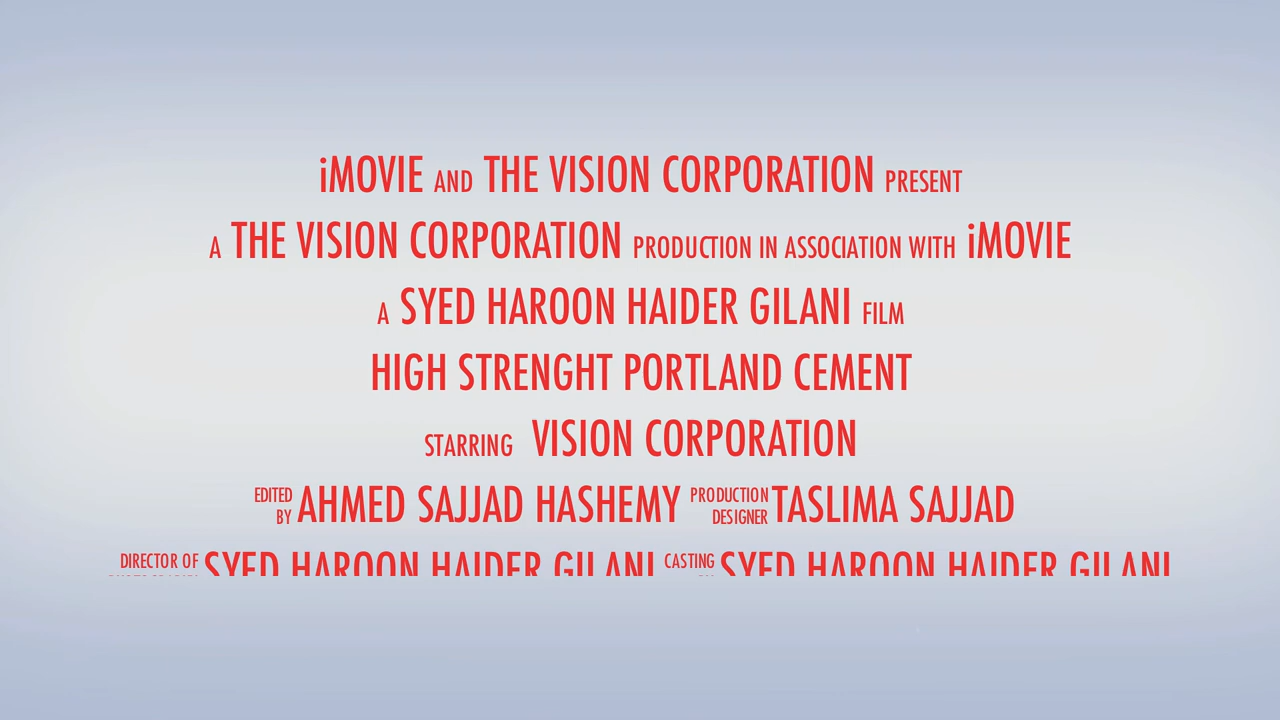 iMOVIE AND THE VISION CORPORATION PRESENT
A THE VISION CORPORATION PRODUCTION IN ASSOCIATION WITH iMOVIE
A SYED HAROON HAIDER GILANI FILM
HIGH STRENGHT PORTLAND CEMENT
STARRING VISION CORPORATION
EDITED BY AHMED SAJJAD HASHEMY PRODUCTION DESIGNER TASLIMA SAJJAD
DIRECTOR OF SYED HAROON HAIDER GILANI CASTING SYED HAROON HAIDER GILANI